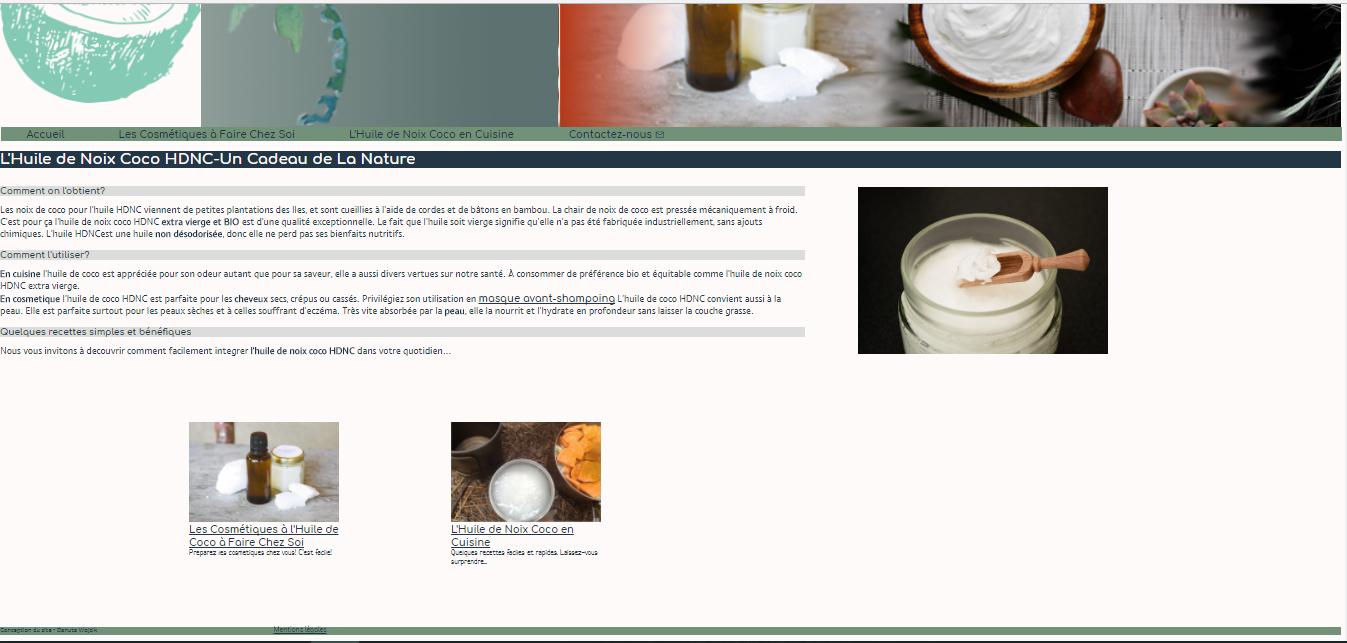 Accueil Les Cosmétiques à Faire Chez Soi L'Huile de Noix Coco en Cuisine Contactez-nous
L'Huile de Noix Coco HDNC-Un Cadeau de La Nature
Comment on l'obtient?
Les noix de coco pour l'huile HDNC viennent de petites plantations des Iles, et sont cueillies à l'aide de cordes et de bâtons en bambou. La chair de noix de coco est pressée mécaniquement à froid.
C'est pour ça l'huile de noix coco HDNC extra vierge et BIO est d'une qualité exceptionnelle. Le fait que l'huile soit vierge signifie qu'elle n'a pas été fabriquée industriellement, sans ajouts
chimiques. L'huile HDNCest une huile non désodorisée, donc elle ne perd pas ses bienfaits nutritifs.
Comment l'utiliser?
En cuisine l'huile de coco est appréciée pour son odeur autant que pour sa saveur, elle a aussi divers vertues sur notre santé. À consommer de préférence bio et équitable comme l'huile de noix coco
HDNC extra vierge.
En cosmetique l'huile de coco HDNC est parfaite pour les cheveux secs, crépus ou cassés. Privilégiez son utilisation en masque avant-shampoing L'huile de coco HDNC convient aussi à la
peau. Elle est parfaite surtout pour les peaux sèches et à celles souffrant d'eczéma. Très vite absorbée par la peau, elle la nourrit et l'hydrate en profondeur sans laisser la couche grasse.
Quelques recettes simples et bénéfiques
Nous vous invitons à decouvrir comment facilement integrer l'huile de noix coco HDNC dans votre quotidien...
Les Cosmétiques à l'Huile de
Coco à Faire Chez Soi
Preparez les cosmetiques chez vous! C'est facile!
L'Huile de Noix Coco en
Cuisine
Quelques recettes faciles et rapides. Laissez-vous
surprendre...
Conception du site - Danuta Wojcik Mentions légales